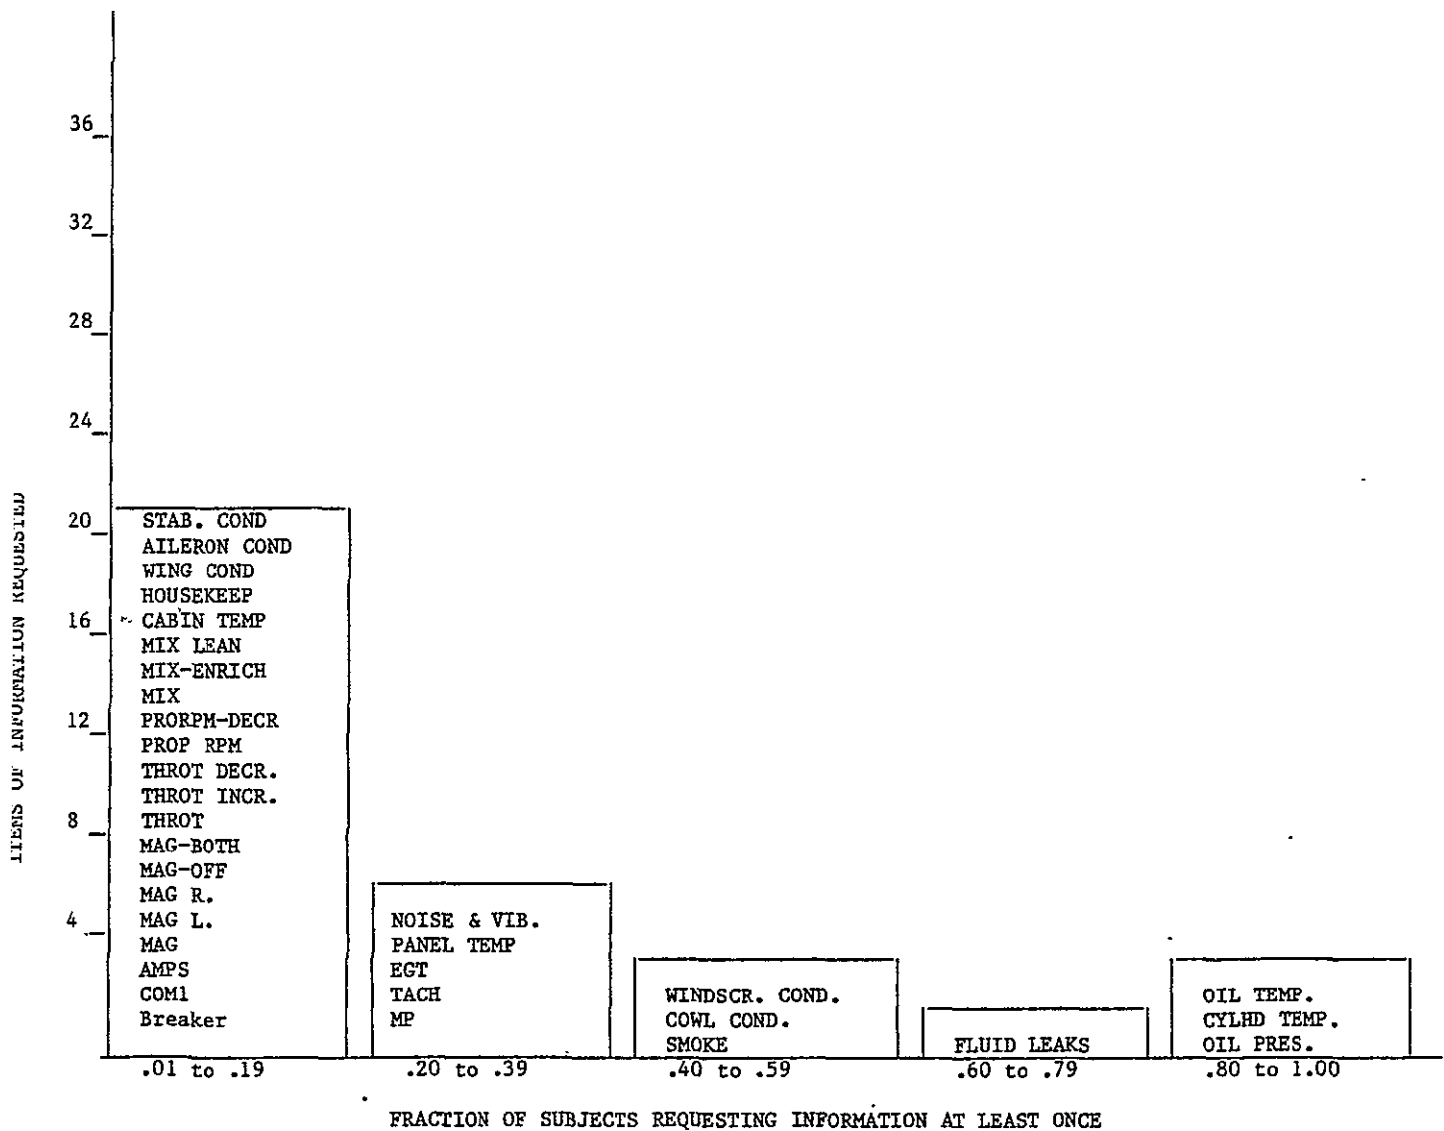 36
32
28
24
20
16
12
8
4
ITEMS OF INFORMATION REQUESTED
STAB. COND
AILERON COND
WING COND
HOUSEKEEP
CABIN TEMP
MIX LEAN
MIX-ENRICH
MIX
PRORPM-DECR
PROP RPM
THROT DECR.
THROT INCR.
THROT
MAG-BOTH
MAG-OFF
MAG R.
MAG L.
MAG
AMPS
COM1
Breaker
NOISE & VIB.
PANEL TEMP
EGT
TACH
MP
WINDSCR. COND.
COWL COND.
SMOKE
FLUID LEAKS
OIL TEMP.
CYLHD TEMP.
OIL PRES.
.01 to .19
.20 to .39
.40 to .59
.60 to .79
.80 to 1.00
FRACTION OF SUBJECTS REQUESTING INFORMATION AT LEAST ONCE